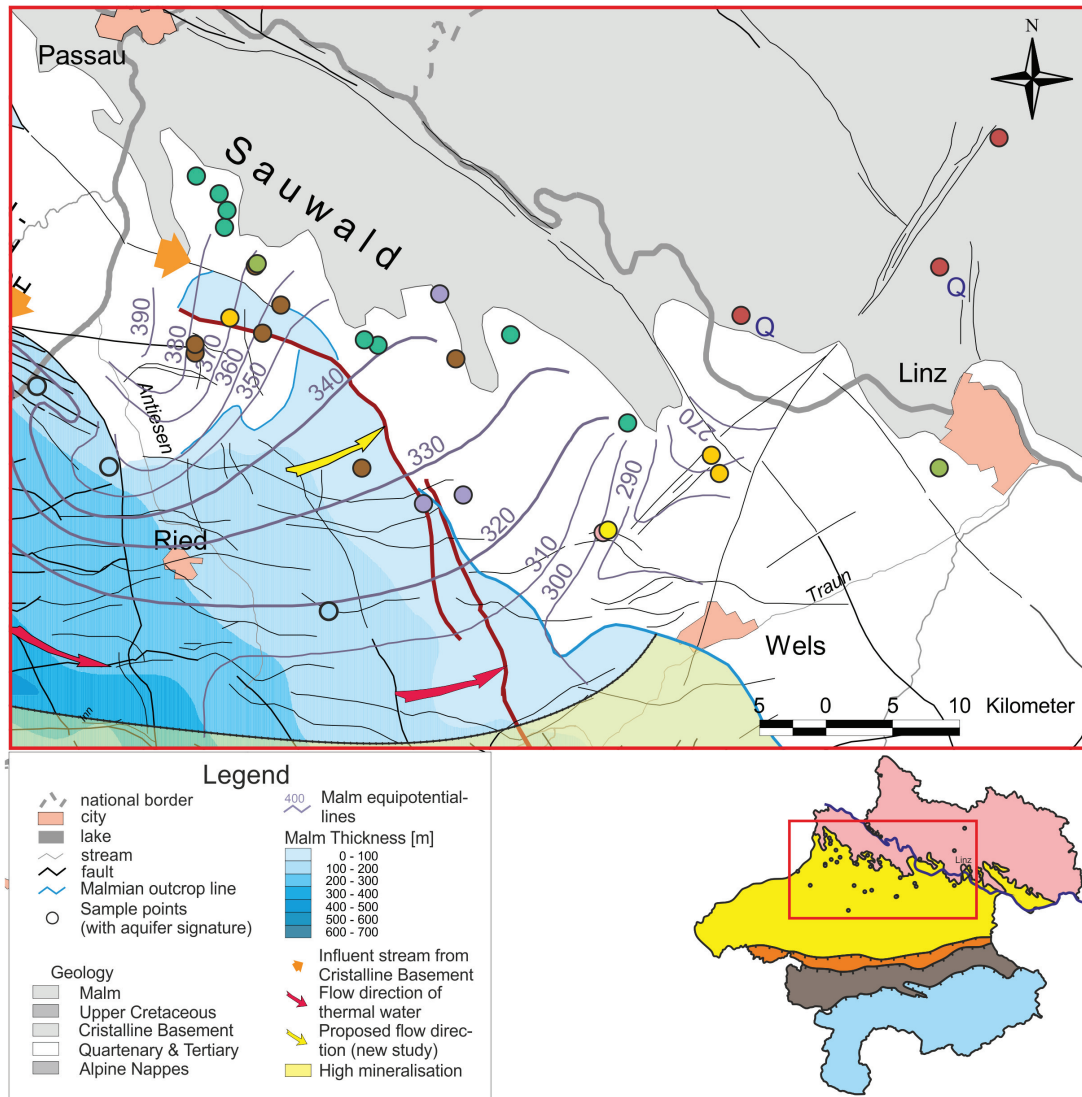 N
Passau
Sauwald
390
380
370
360
350
340
330
320
310
300
290
270
Q
Q
Linz
Antiesen
Ried
Traun
Wels
Inn
5 0 5 10 Kilometer
Legend
national border
city
lake
stream
fault
Malmian outcrop line
Sample points
(with aquifer signature)
Geology
Malm
Upper Cretaceous
Cristalline Basement
Quartenary & Tertiary
Alpine Nappes
400 Malm equipotential-
lines
Malm Thickness [m]
0 - 100
100 - 200
200 - 300
300 - 400
400 - 500
500 - 600
600 - 700
Influent stream from
Cristalline Basement
Flow direction of
thermal water
Proposed flow direc-
tion (new study)
High mineralisation
Linz